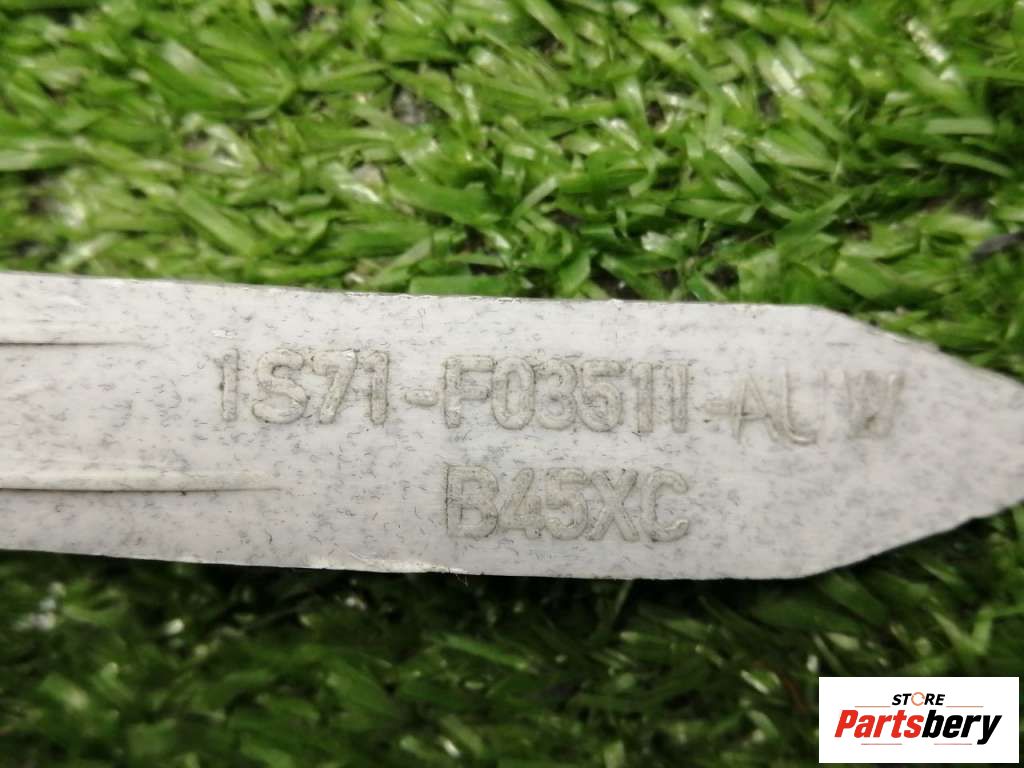 1S71-F03511-AUW
B45XC
STORE
Partsbery